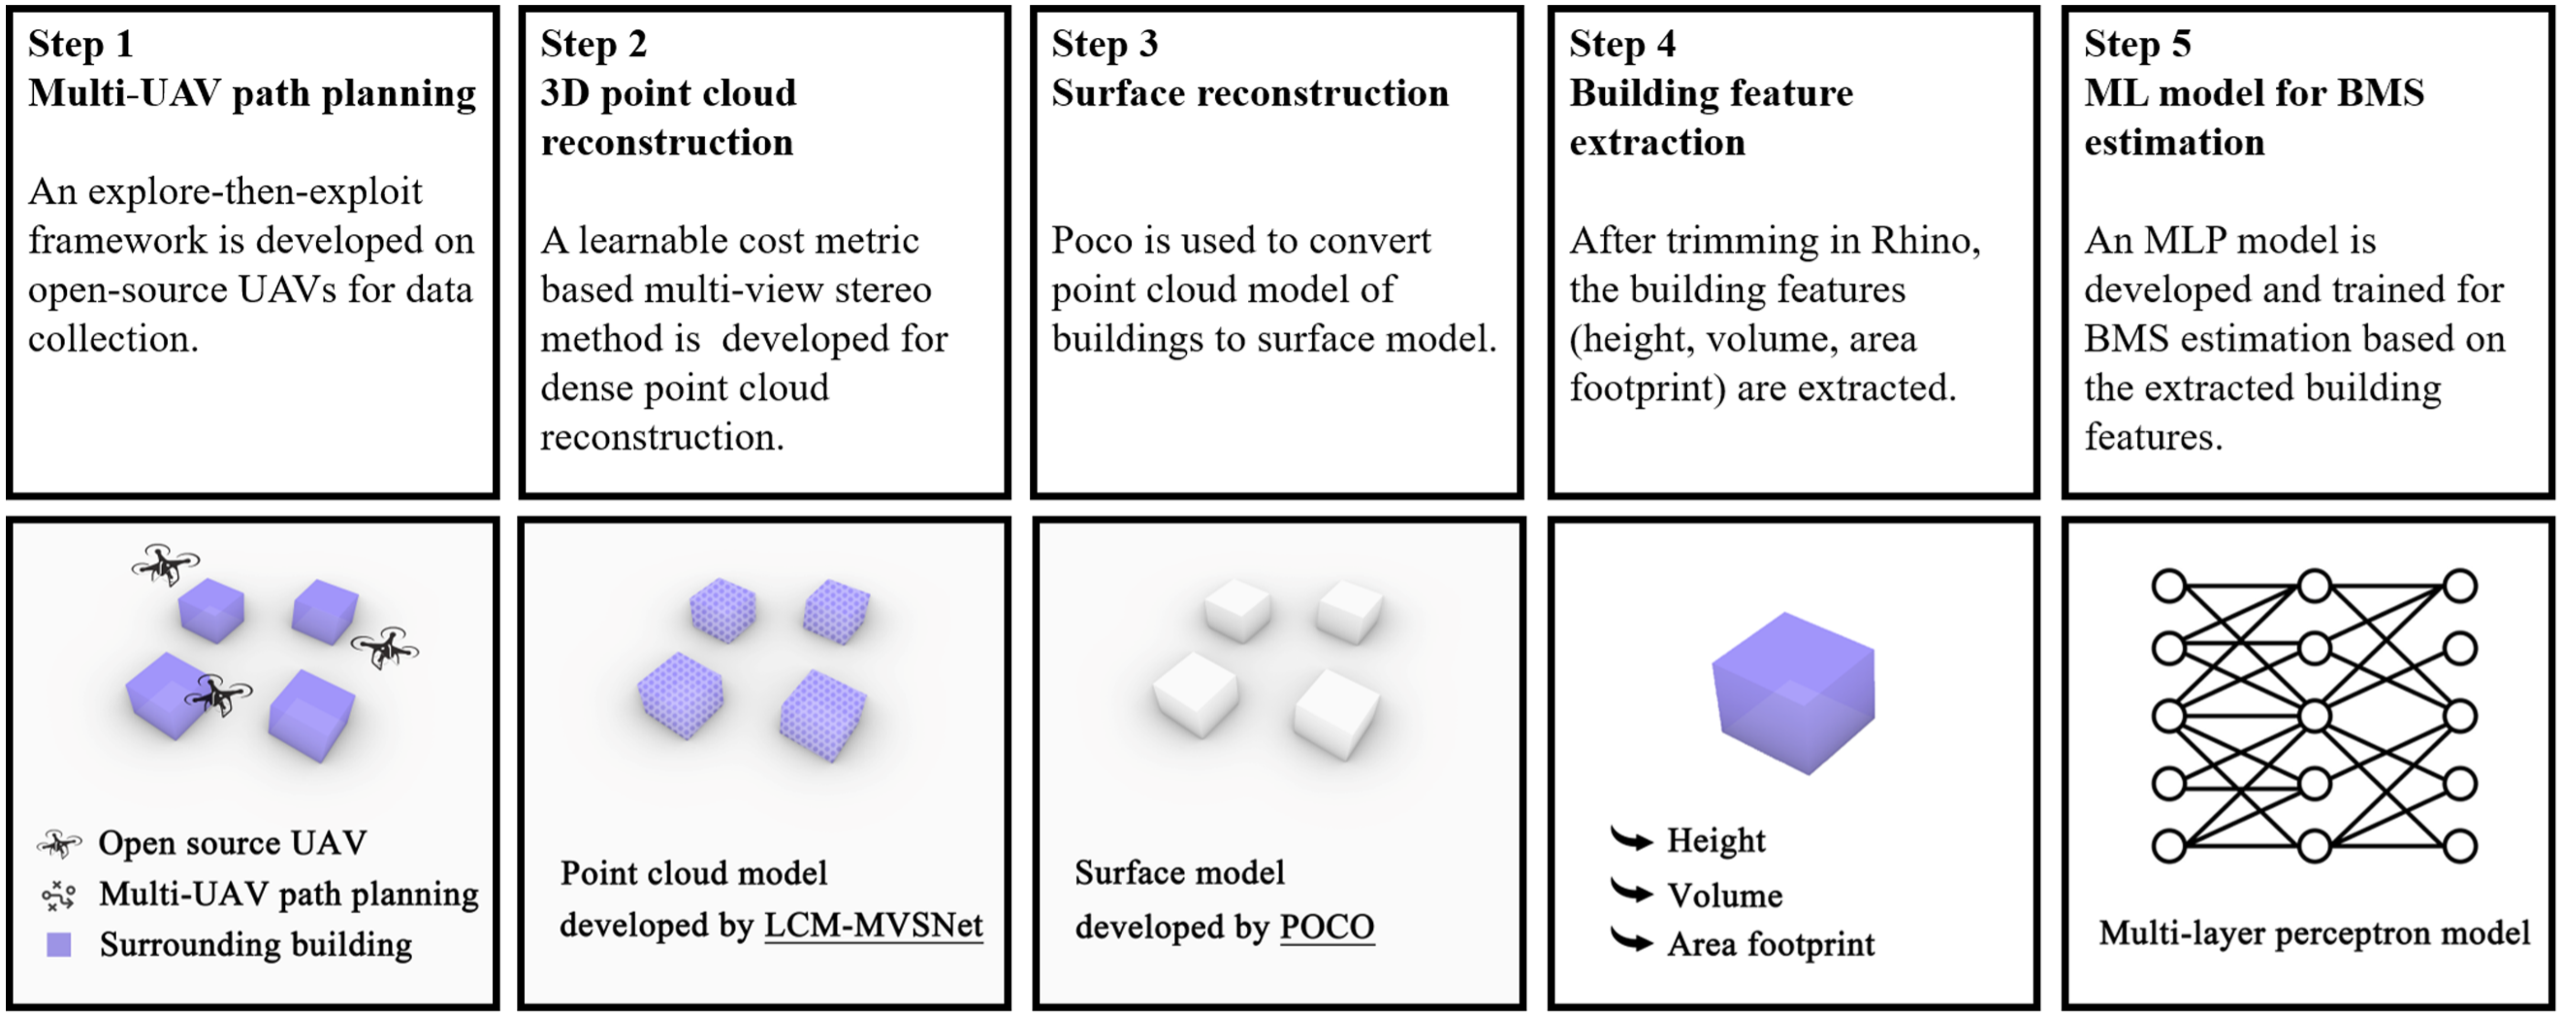 Step 1
Multi-UAV path planning
An explore-then-exploit
framework is developed on
open-source UAVs for data
collection.
Step 2
3D point cloud
reconstruction
A learnable cost metric
based multi-view stereo
method is  developed for
dense point cloud
reconstruction.
Step 3
Surface reconstruction
Poco is used to convert
point cloud model of
buildings to surface model.
Step 4
Building feature
extraction
After trimming in Rhino,
the building features
(height, volume, area
footprint) are extracted.
Step 5
ML model for BMS
estimation
An MLP model is
developed and trained for
BMS estimation based on
the extracted building
features.
Open source UAV
Multi-UAV path planning
Surrounding building
Point cloud model
developed by LCM-MVSNet
Surface model
developed by POCO
Height
Volume
Area footprint
Multi-layer perceptron model